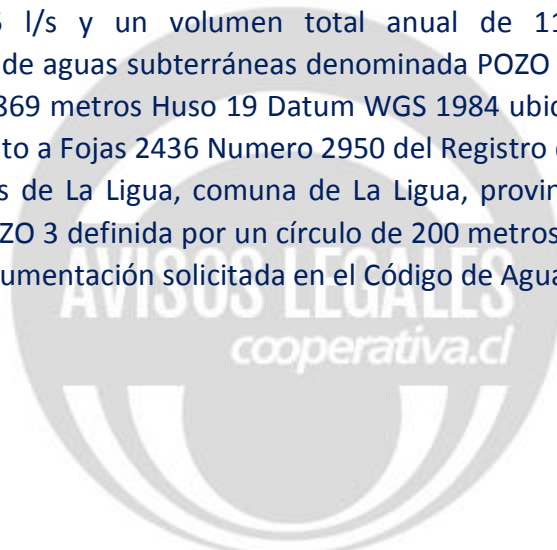 l/s y un volumen total anual de 11
de aguas subterráneas denominada POZO
869 metros Huso 19 Datum WGS 1984 ubic
to a Fojas 2436 Numero 2950 del Registro
s de La Ligua, comuna de La Ligua, provin
ZO 3 definida por un círculo de 200 metros
umentación solicitada en el Código de Agua
AVISOS LEGALES
cooperativa.cl